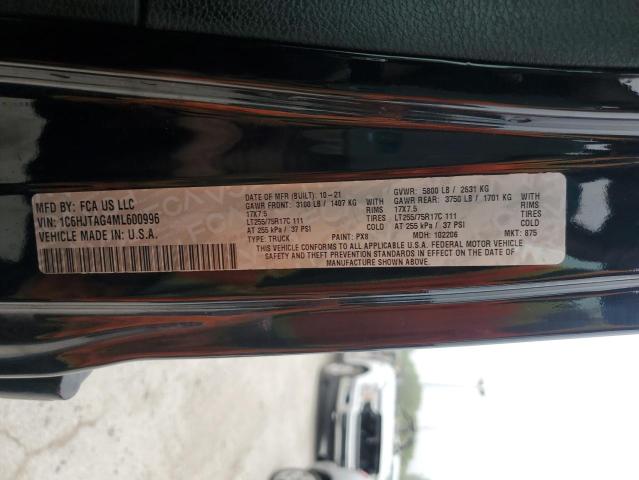 MFD BY: FCA US LLC
VIN: 1C6HJTAG4ML600996
VEHICLE MADE IN: U.S.A.
DATE OF MFR (BUILT): 10-21 GVWR: 5800 LB / 2631 KG
GAWR FRONT: 3100 LB / 1407 KG GAWR REAR: 3750 LB / 1701 KG
17X7.5 RIMS 17X7.5 RIMS
LT255/75R17C 111 TIRES LT255/75R17C 111 TIRES
AT 255 kPa / 37 PSI COLD AT 255 kPa / 37 PSI COLD
TYPE: TRUCK PAINT: PX8 MDH: 102206 MKT: 875
THIS VEHICLE CONFORMS TO ALL APPLICABLE U.S.A. FEDERAL MOTOR VEHICLE
SAFETY AND THEFT PREVENTION STANDARDS IN EFFECT ON THE DATE OF
MANUFACTURE SHOWN ABOVE.